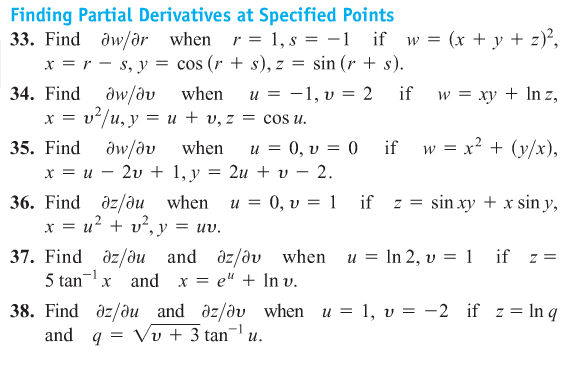 Finding Partial Derivatives at Specified Points
33. Find ∂w/∂r when r = 1, s = −1 if w = (x + y + z)²,
x = r − s, y = cos (r + s), z = sin (r + s).
34. Find ∂w/∂v when u = −1, v = 2 if w = xy + ln z,
x = v²/u, y = u + v, z = cos u.
35. Find ∂w/∂v when u = 0, v = 0 if w = x² + (y/x),
x = u − 2v + 1, y = 2u + v − 2.
36. Find ∂z/∂u when u = 0, v = 1 if z = sin xy + x sin y,
x = u² + v², y = uv.
37. Find ∂z/∂u and ∂z/∂v when u = ln 2, v = 1 if z =
5 tan⁻¹ x and x = eᵘ + ln v.
38. Find ∂z/∂u and ∂z/∂v when u = 1, v = −2 if z = ln q
and q = √(v + 3) tan⁻¹ u.